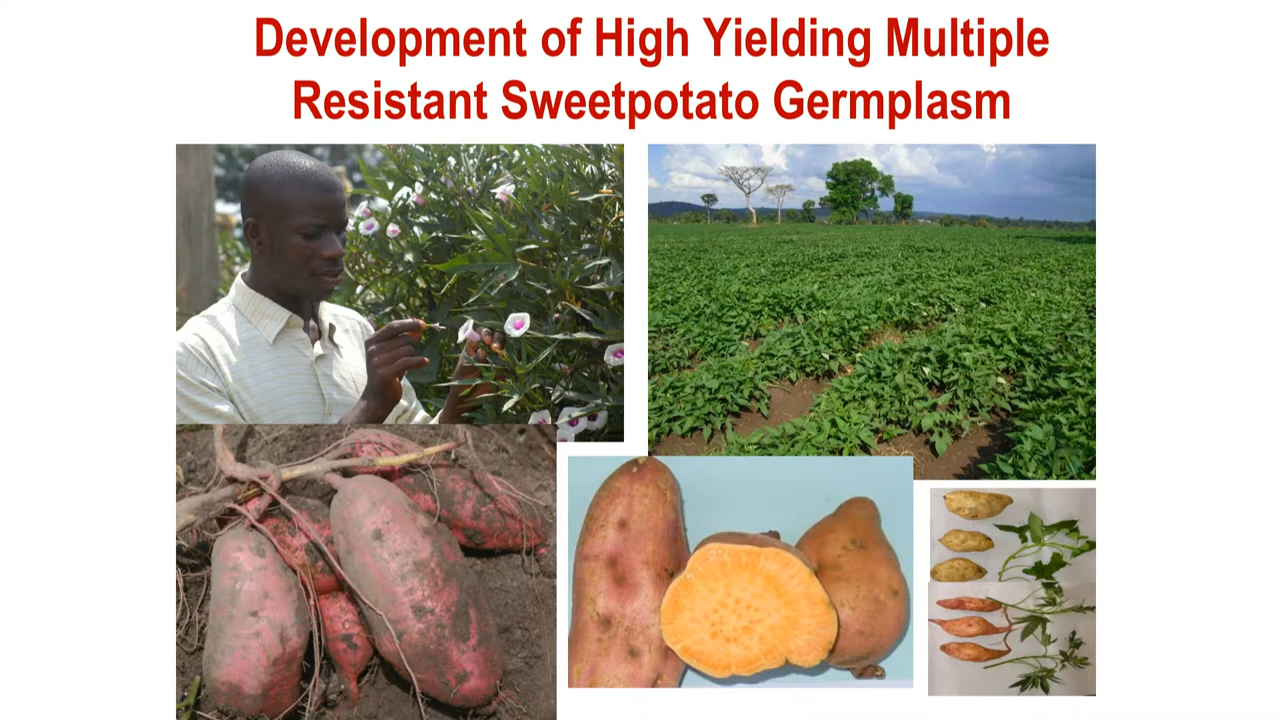 Development of High Yielding Multiple
Resistant Sweetpotato Germplasm